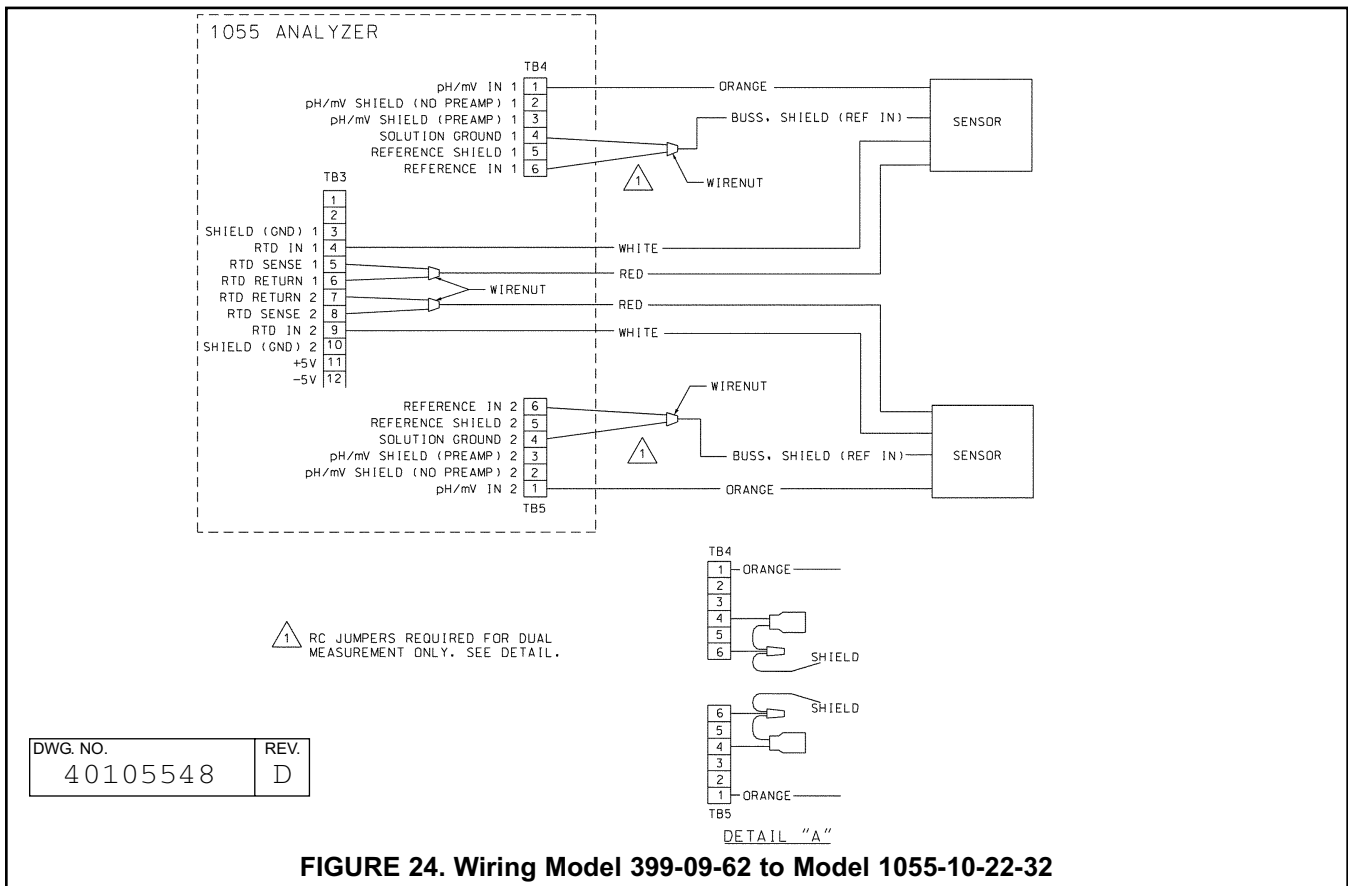 1055 ANALYZER
TB4
pH/mV IN 1 1
pH/mV SHIELD (NO PREAMP) 1 2
pH/mV SHIELD (PREAMP) 1 3
SOLUTION GROUND 1 4
REFERENCE SHIELD 1 5
REFERENCE IN 1 6
ORANGE
BUSS. SHIELD (REF IN)
SENSOR
1
WIRENUT
TB3
1
2
SHIELD (GND) 1 3
RTD IN 1 4
RTD SENSE 1 5
RTD RETURN 1 6
RTD RETURN 2 7
RTD SENSE 2 8
RTD IN 2 9
SHIELD (GND) 2 10
+5V 11
-5V 12
WHITE
RED
WIRENUT
RED
WHITE
WIRENUT
REFERENCE IN 2 6
REFERENCE SHIELD 2 5
SOLUTION GROUND 2 4
pH/mV SHIELD (PREAMP) 2 3
pH/mV SHIELD (NO PREAMP) 2 2
pH/mV IN 2 1
TB5
1
BUSS. SHIELD (REF IN)
SENSOR
ORANGE
TB4
1 ORANGE
2
3
4
5
6
SHIELD
1 RC JUMPERS REQUIRED FOR DUAL
MEASUREMENT ONLY. SEE DETAIL.
SHIELD
6
5
4
3
2
1 ORANGE
TB5
DETAIL "A"
DWG. NO. REV.
40105548 D
FIGURE 24. Wiring Model 399-09-62 to Model 1055-10-22-32